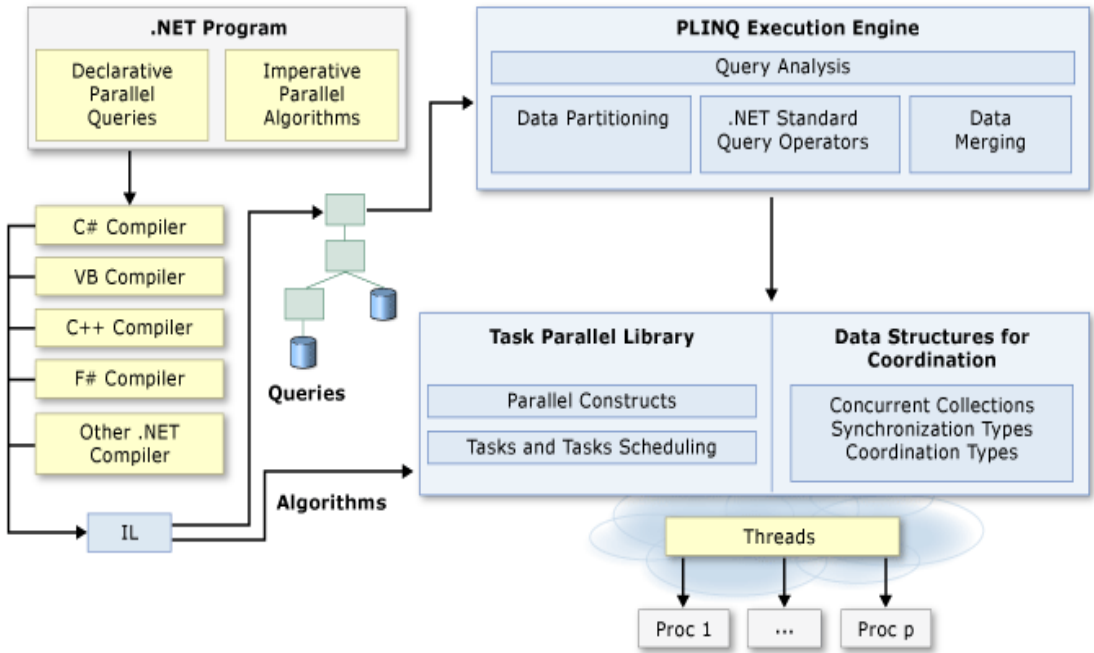 .NET Program
Declarative
Parallel
Queries
Imperative
Parallel
Algorithms
PLINQ Execution Engine
Query Analysis
Data Partitioning
.NET Standard
Query Operators
Data
Merging
C# Compiler
VB Compiler
C++ Compiler
F# Compiler
Other .NET
Compiler
IL
Queries
Algorithms
Task Parallel Library
Parallel Constructs
Tasks and Tasks Scheduling
Data Structures for
Coordination
Concurrent Collections
Synchronization Types
Coordination Types
Threads
Proc 1
...
Proc p